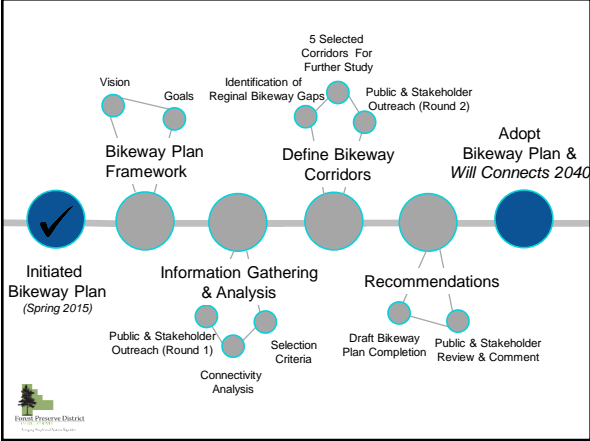 5 Selected
Corridors For
Further Study
Vision
Goals
Identification of
Reginal Bikeway Gaps
Public & Stakeholder
Outreach (Round 2)
Bikeway Plan
Framework
Define Bikeway
Corridors
Adopt
Bikeway Plan &
Will Connects 2040
Initiated
Bikeway Plan
(Spring 2015)
Information Gathering
& Analysis
Public & Stakeholder
Outreach (Round 1)
Connectivity
Analysis
Selection
Criteria
Recommendations
Draft Bikeway
Plan Completion
Public & Stakeholder
Review & Comment
Forest Preserve District